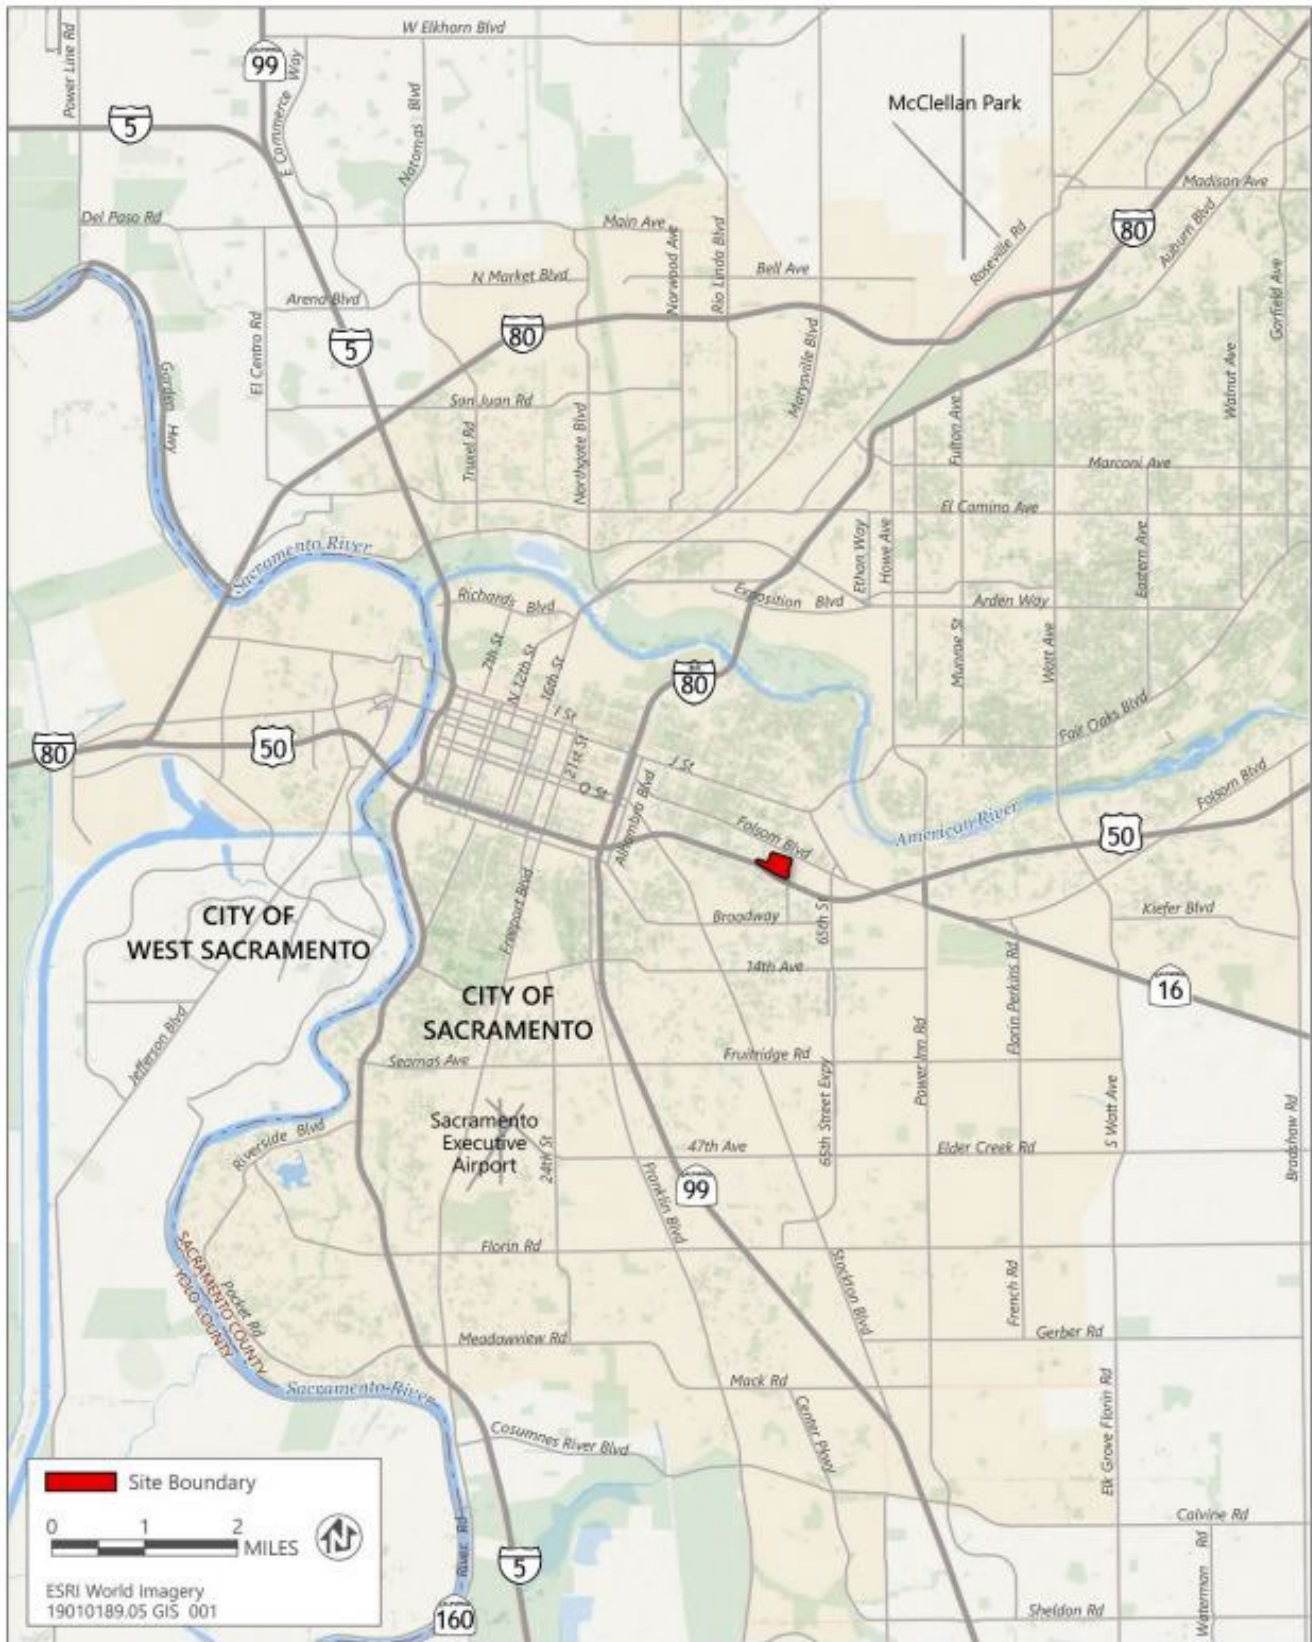 W Elkhorn Blvd
Power Line Rd
CALIFORNIA
99
E Commerce Way
Natomas Blvd
McClellan Park
5
Madison Ave
Del Paso Rd
Main Ave
Norwood Ave
Rio Linda Blvd
Roseville Rd
80
Auburn Blvd
N Market Blvd
Bell Ave
Garfield Ave
Arena Blvd
El Centro Rd
5
80
Marysville Blvd
Walnut Ave
Garden Hwy
San Juan Rd
Truxel Rd
Northgate Blvd
Fulton Ave
Marconi Ave
El Camino Ave
Sacramento River
Ethan Way
Howe Ave
Eastern Ave
Richards Blvd
Exposition Blvd
Arden Way
7th St
N 12th St
16th St
Munroe St
Watt Ave
80
I St
Fair Oaks Blvd
80
50
21st St
J St
Q St
Alhambra Blvd
Folsom Blvd
Folsom Blvd
American River
50
CITY OF
WEST SACRAMENTO
Freeport Blvd
Broadway
65th St
Kiefer Blvd
14th Ave
Florin Perkins Rd
CALIFORNIA
16
CITY OF
SACRAMENTO
Jefferson Blvd
Seamas Ave
Fruitridge Rd
Power Inn Rd
65th Street Expy
S Watt Ave
Bradshaw Rd
Sacramento
Executive
Airport
Riverside Blvd
24th St
47th Ave
Elder Creek Rd
Franklin Blvd
CALIFORNIA
99
SACRAMENTO COUNTY
YOLO COUNTY
Pocket Rd
Florin Rd
Stockton Blvd
French Rd
Meadowview Rd
Gerber Rd
Sacramento River
Mack Rd
Center Pkwy
Elk Grove Florin Rd
Cosumnes River Blvd
Site Boundary
0 1 2
MILES
N
ESRI World Imagery
19010189.05 GIS 001
River Rd
CALIFORNIA
160
5
Calvine Rd
Waterman Rd
Sheldon Rd